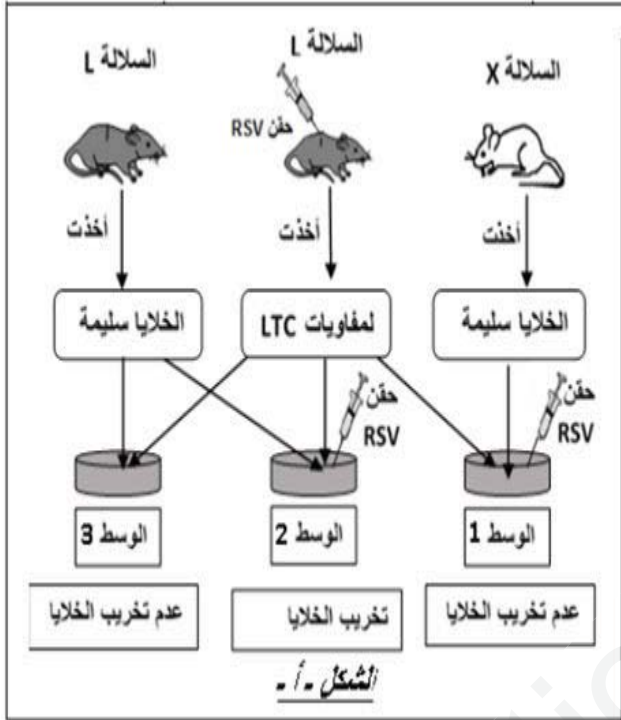 السلالة X
السلالة L
السلالة L
حقن RSV
أخذت
أخذت
أخذت
الخلايا سليمة
لمفاويات LTC
الخلايا سليمة
حقن
RSV
حقن
RSV
الوسط 1
الوسط 2
الوسط 3
عدم تخريب الخلايا
تخريب الخلايا
عدم تخريب الخلايا
الشكل ـ أ ـ